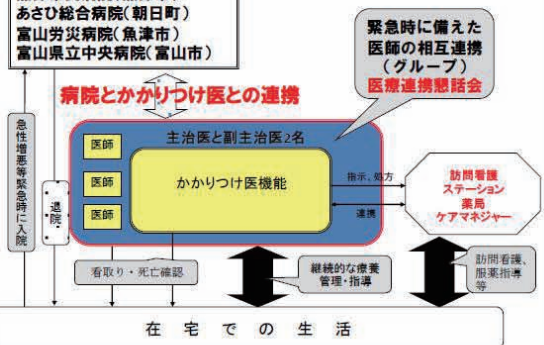 あさひ総合病院(朝日町)
富山労災病院(魚津市)
富山県立中央病院(富山市)
緊急時に備えた
医師の相互連携
(グループ)
医療連携懇話会
病院とかかりつけ医との連携
急性増悪等緊急時に入院
退院
主治医と副主治医2名
医師
医師
医師
かかりつけ医機能
指示、処方
連携
訪問看護
ステーション
薬局
ケアマネジャー
看取り・死亡確認
継続的な療養
管理・指導
訪問看護、
服薬指導
等
在宅での生活